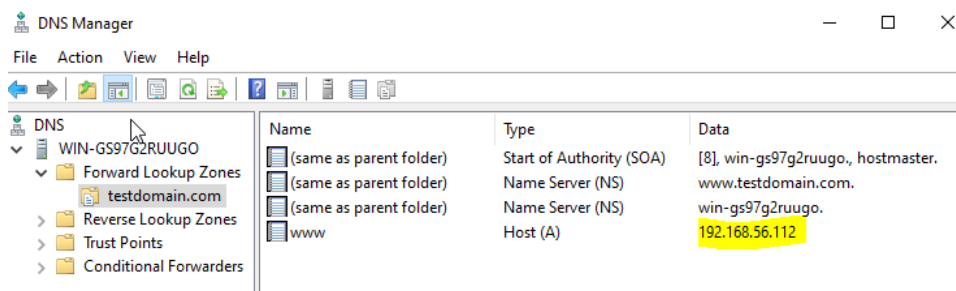 DNS Manager
File Action View Help
DNS
WIN-GS97G2RUUGO
Forward Lookup Zones
testdomain.com
Reverse Lookup Zones
Trust Points
Conditional Forwarders
Name Type Data
(same as parent folder) Start of Authority (SOA) [8], win-gs97g2ruugo., hostmaster.
(same as parent folder) Name Server (NS) www.testdomain.com.
(same as parent folder) Name Server (NS) win-gs97g2ruugo.
www Host (A) 192.168.56.112